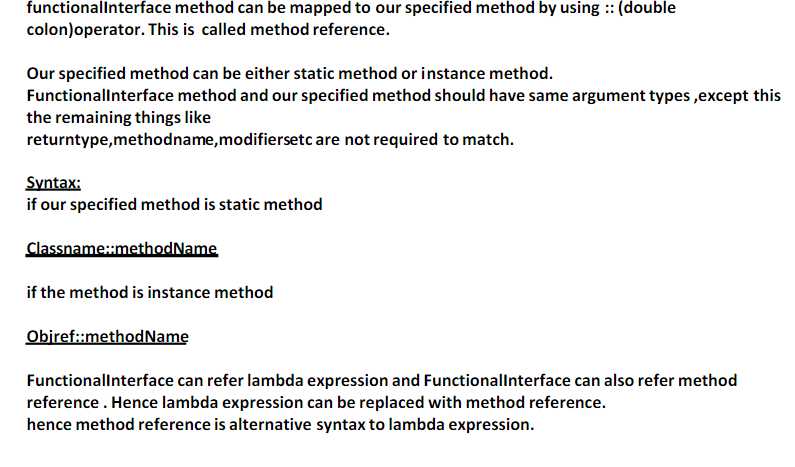 functionalInterface method can be mapped to our specified method by using :: (double
colon)operator. This is called method reference.
Our specified method can be either static method or instance method.
FunctionalInterface method and our specified method should have same argument types ,except this
the remaining things like
returntype,methodname,modifiersetc are not required to match.
Syntax:
if our specified method is static method
Classname::methodName
if the method is instance method
Objref::methodName
FunctionalInterface can refer lambda expression and FunctionalInterface can also refer method
reference . Hence lambda expression can be replaced with method reference.
hence method reference is alternative syntax to lambda expression.